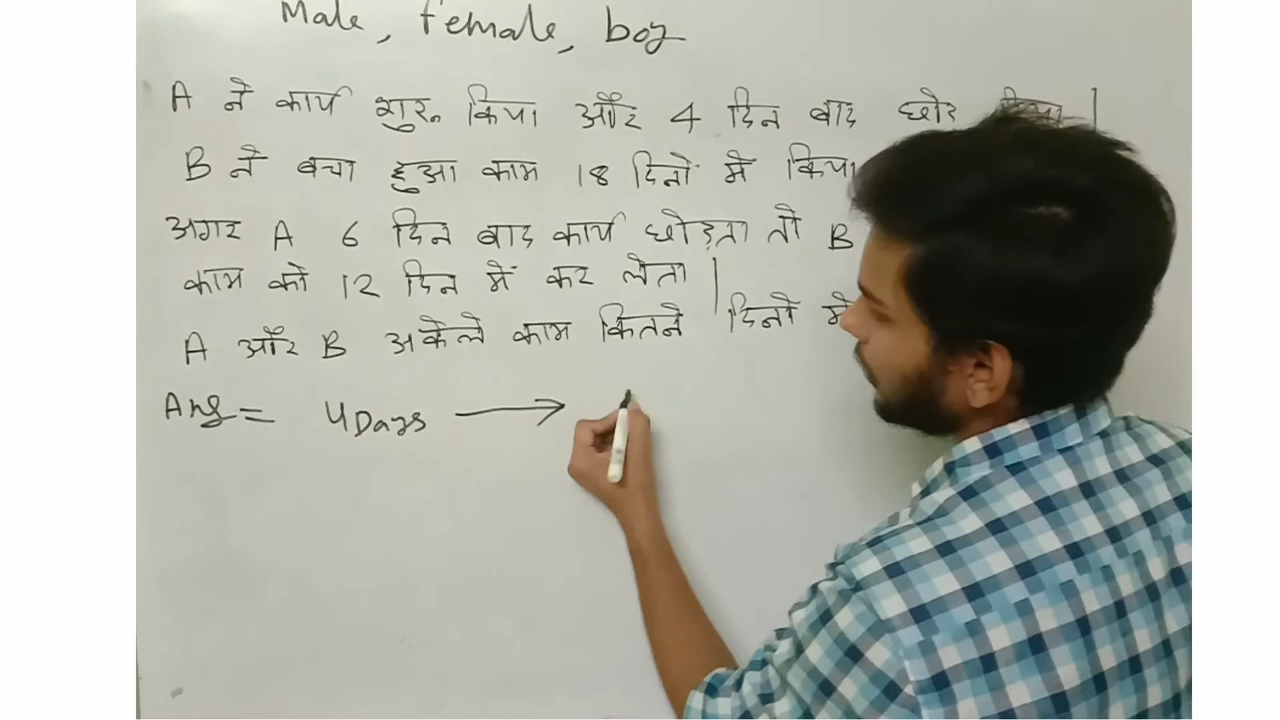 Male, female, boy
A ने कार्य शुरू किया और 4 दिन बाद छोड़ दिया |
B ने बचा हुआ काम 18 दिनों में किया
अगर A 6 दिन बाद कार्य छोड़ता तो B
काम को 12 दिन में कर लेता |
A और B अकेले काम कितने दिनों में
Ans = 4 Days →